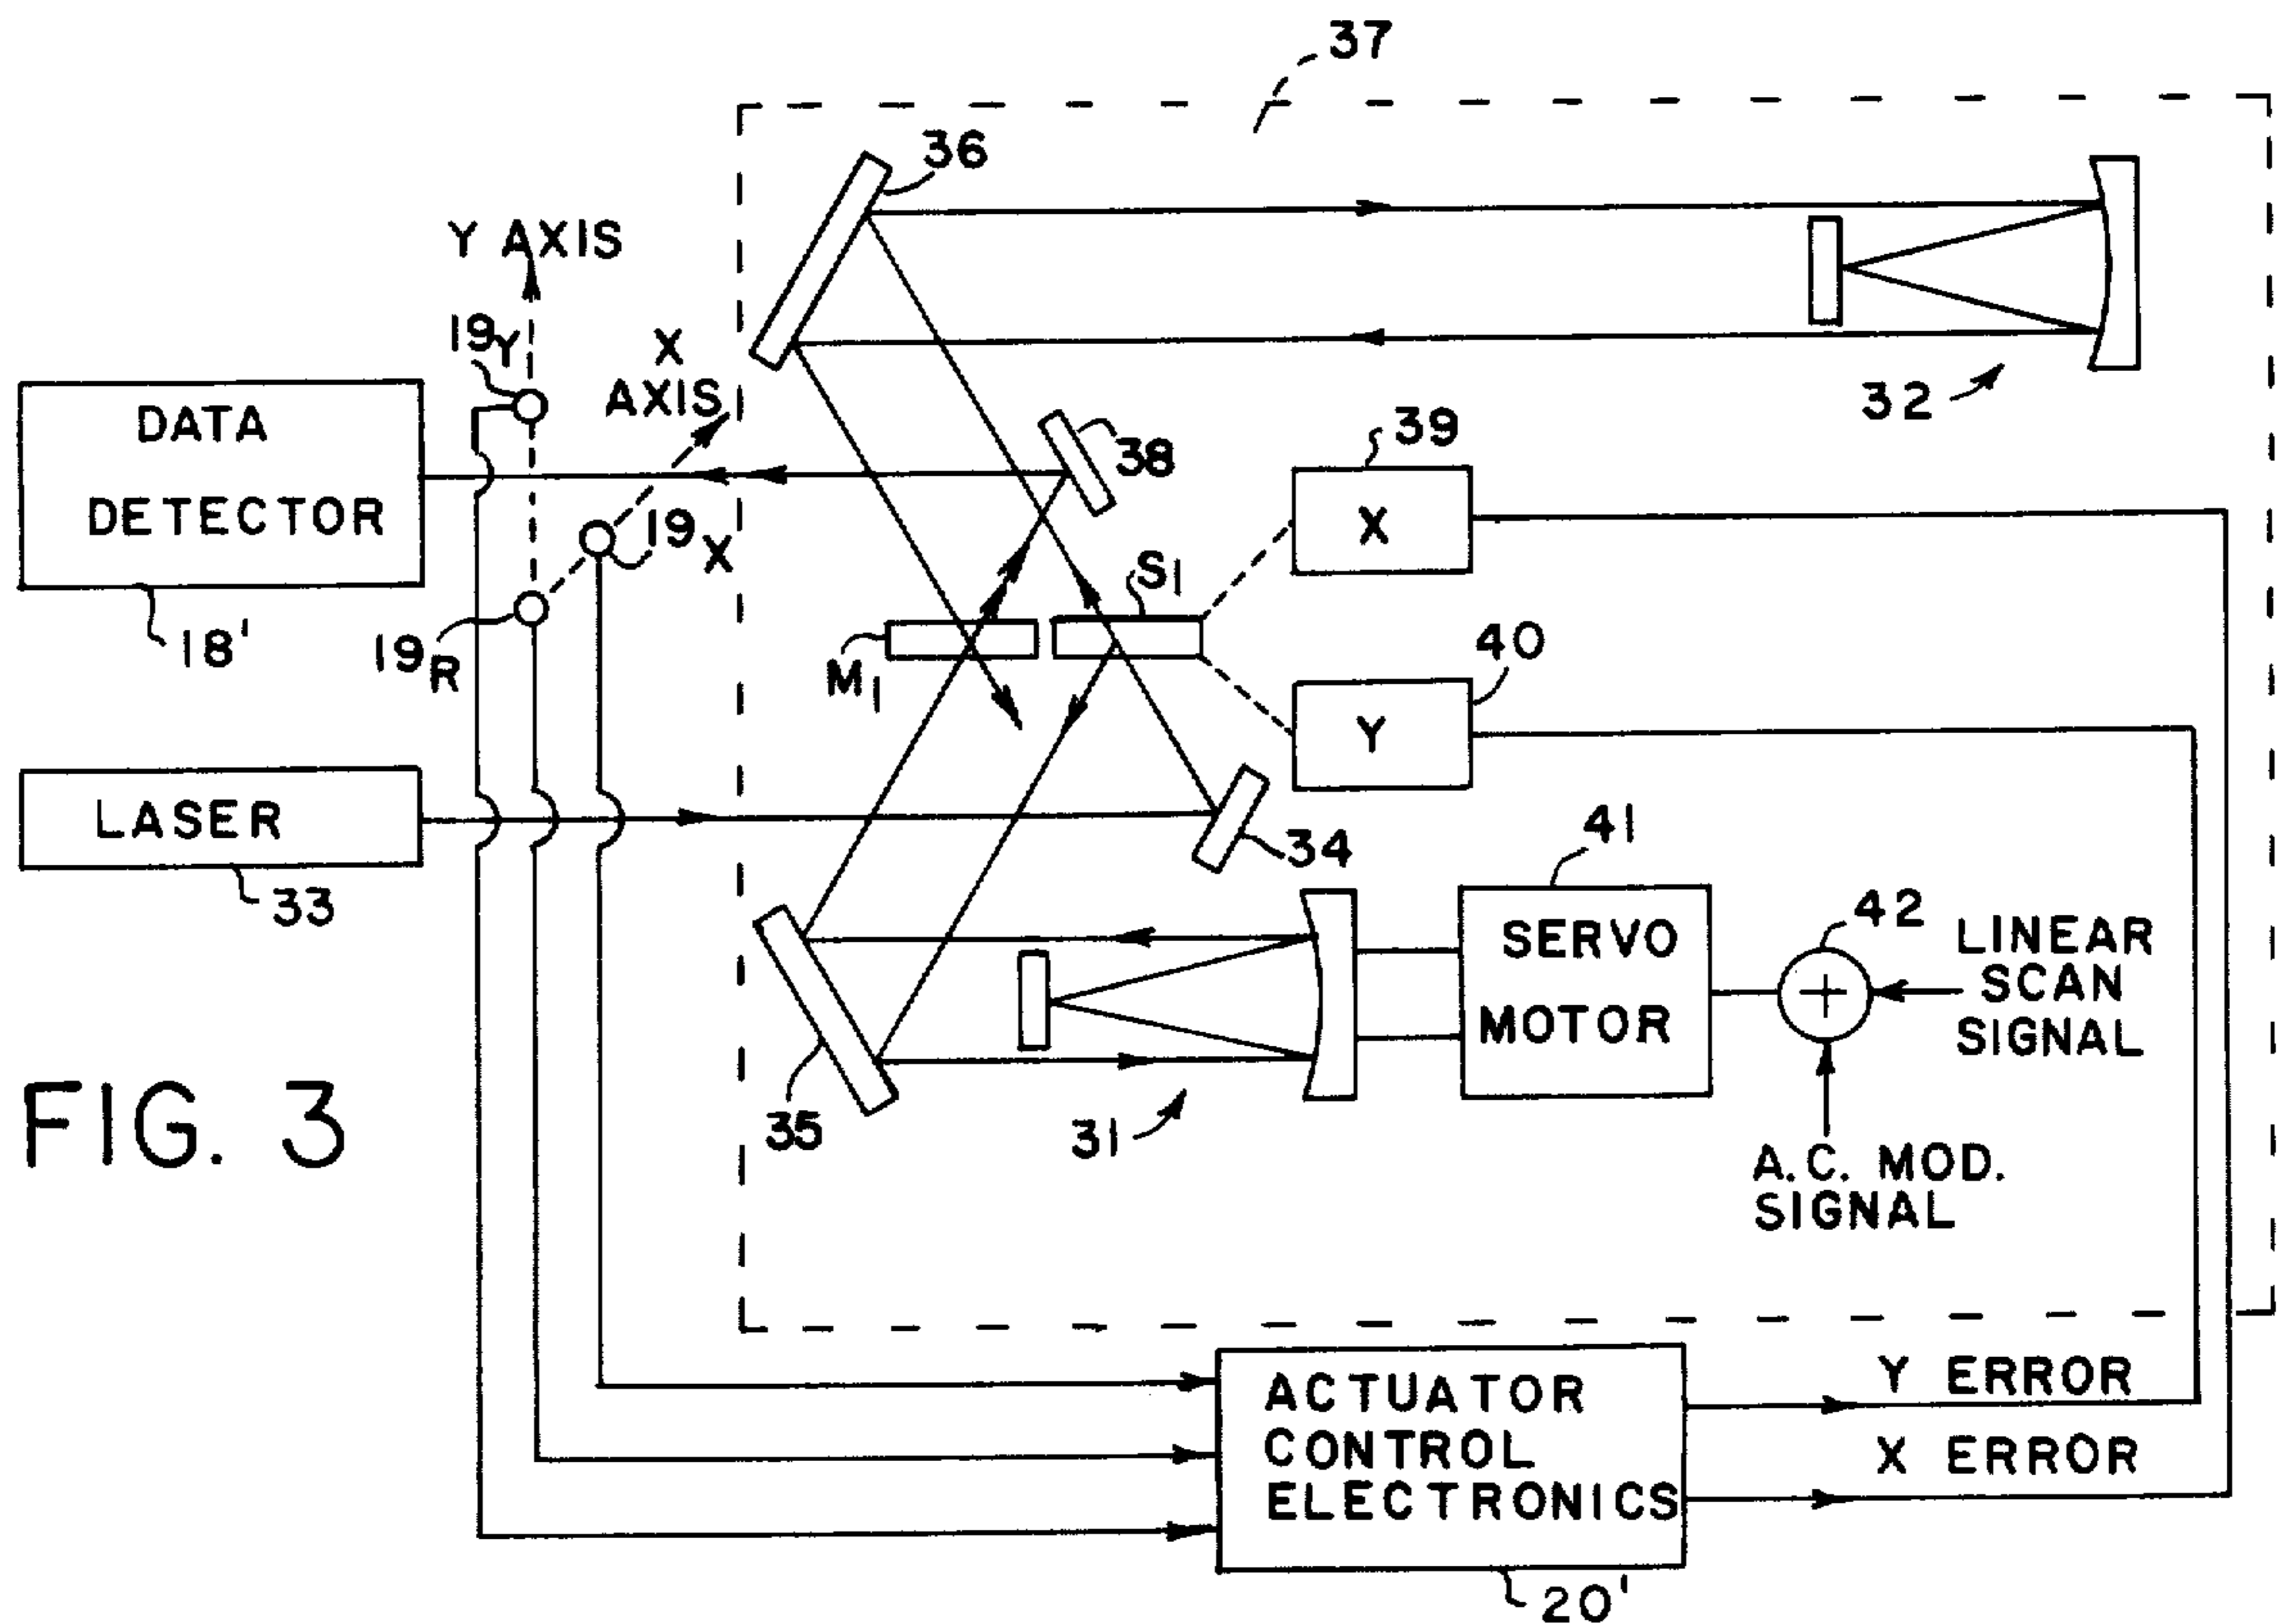 37
36
Y AXIS
19Y
X
AXIS
32
DATA
DETECTOR
38
39
X
19X
S1
18'
19R
M1
40
Y
LASER
33
34
41
SERVO
MOTOR
42
LINEAR
SCAN
SIGNAL
35
31
A.C. MOD.
SIGNAL
FIG. 3
ACTUATOR
CONTROL
ELECTRONICS
Y ERROR
X ERROR
20'